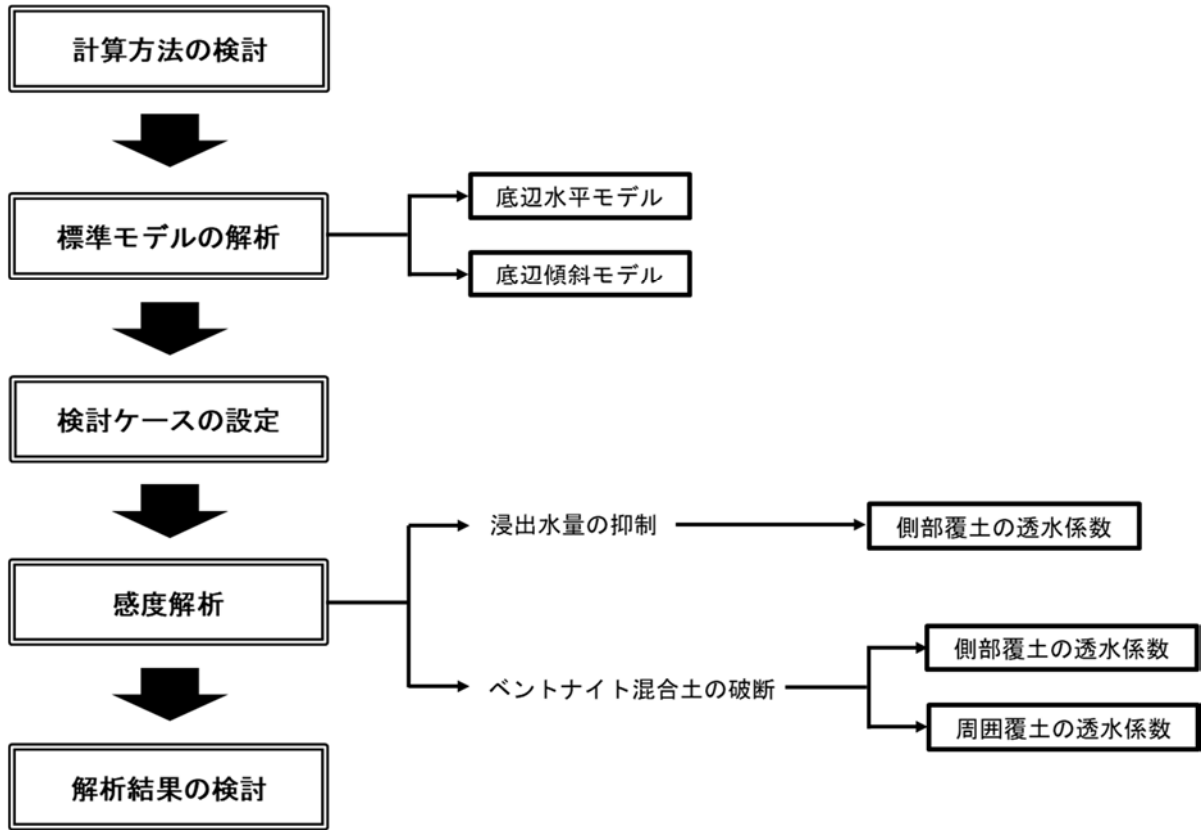 計算方法の検討
標準モデルの解析
底辺水平モデル
底辺傾斜モデル
検討ケースの設定
感度解析
浸出水量の抑制
側部覆土の透水係数
ベントナイト混合土の破断
側部覆土の透水係数
周囲覆土の透水係数
解析結果の検討